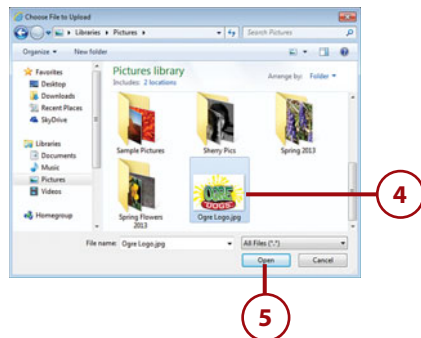 Choose File to Upload
Libraries ▸ Pictures ▸
Search Pictures
Organize ▾ New folder
Favorites
Desktop
Downloads
Recent Places
SkyDrive
Libraries
Documents
Music
Pictures
Videos
Homegroup
Pictures library
Includes: 2 locations
Arrange by: Folder ▾
Sample Pictures
Sherry Pics
Spring 2013
Spring Flowers
2013
OGRE
DOGS
Ogre Logo.jpg
4
File name: Ogre Logo.jpg
All Files (*.*)
Open
Cancel
5